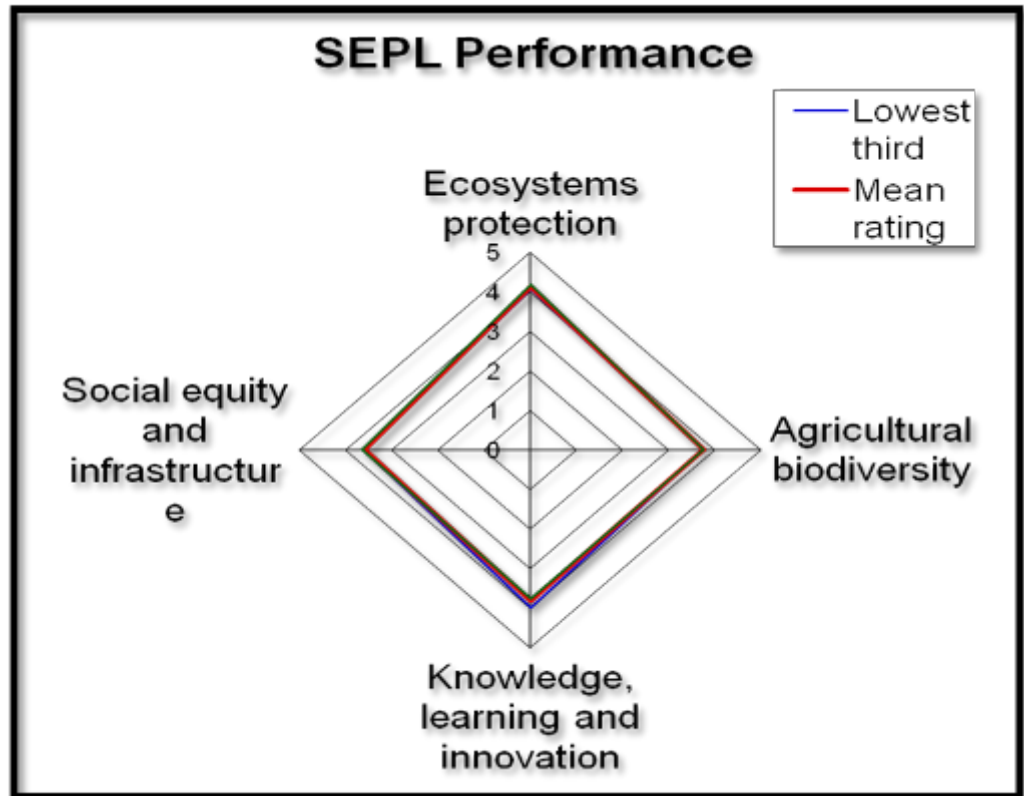 SEPL Performance
Lowest
third
Mean
rating
Ecosystems
protection
5
4
3
2
1
0
Social equity
and
infrastructur
e
Agricultural
biodiversity
Knowledge,
learning and
innovation